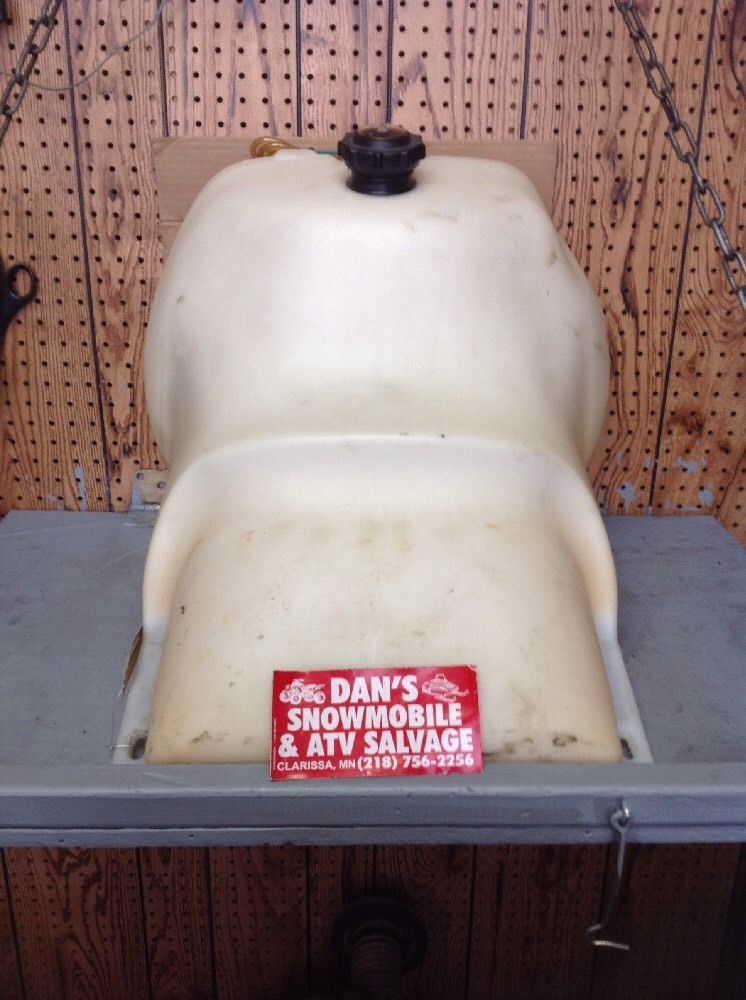 DAN'S
SNOWMOBILE
& ATV SALVAGE
CLARISSA, MN (218) 756-2256